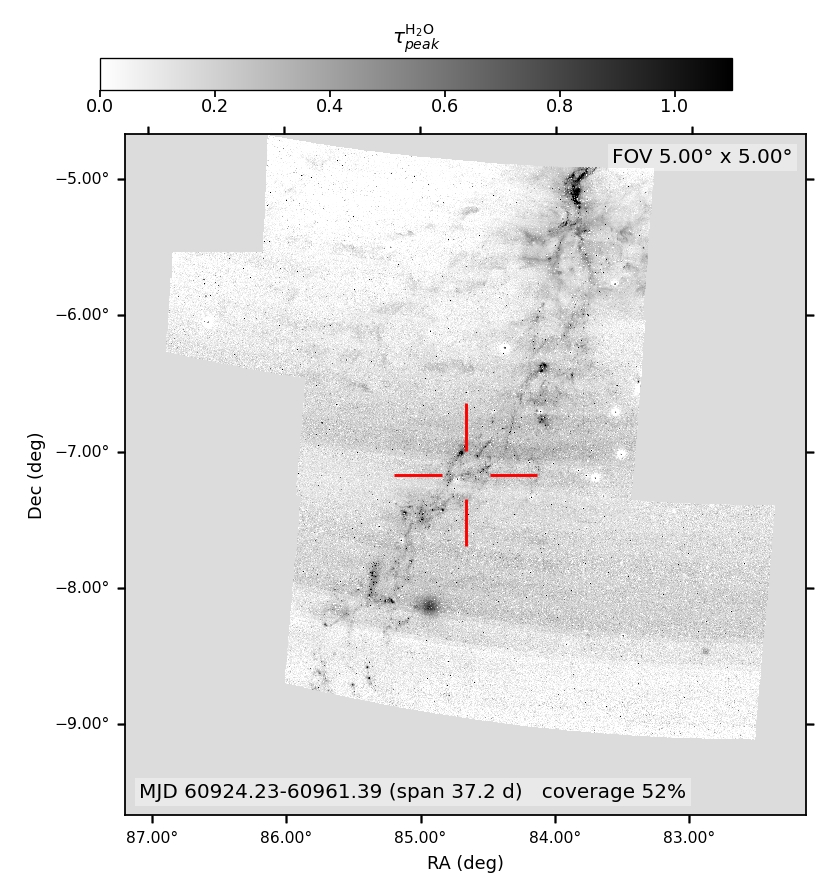 τ_peak^H₂O
0.0 0.2 0.4 0.6 0.8 1.0
FOV 5.00° x 5.00°
−5.00°
−6.00°
−7.00°
−8.00°
−9.00°
Dec (deg)
MJD 60924.23-60961.39 (span 37.2 d) coverage 52%
87.00° 86.00° 85.00° 84.00° 83.00°
RA (deg)